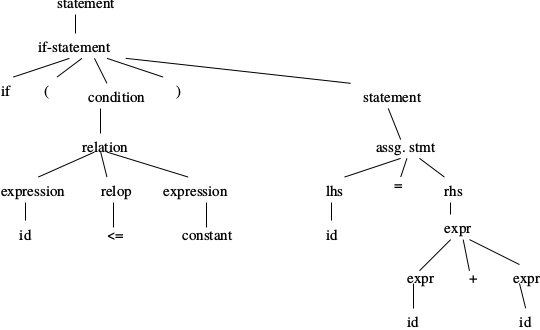 statement
if-statement
if ( condition ) statement
relation assg. stmt
expression relop expression lhs = rhs
id <= constant id expr
expr + expr
id id